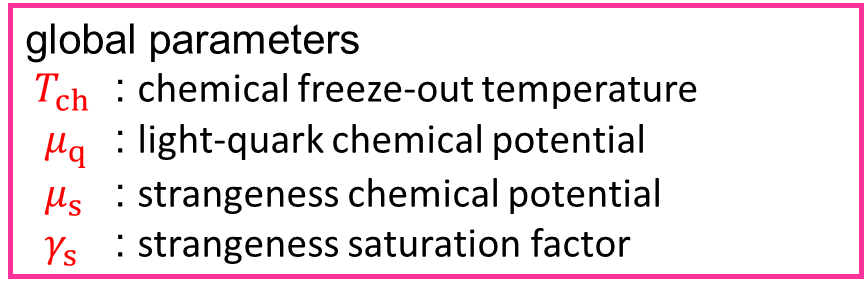 global parameters
T_ch : chemical freeze-out temperature
μ_q : light-quark chemical potential
μ_s : strangeness chemical potential
γ_s : strangeness saturation factor